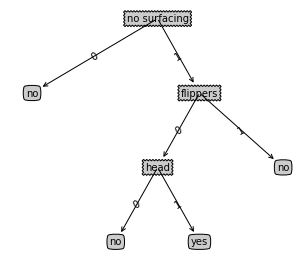 no surfacing
0
1
no
flippers
0
1
head
no
0
1
no
yes